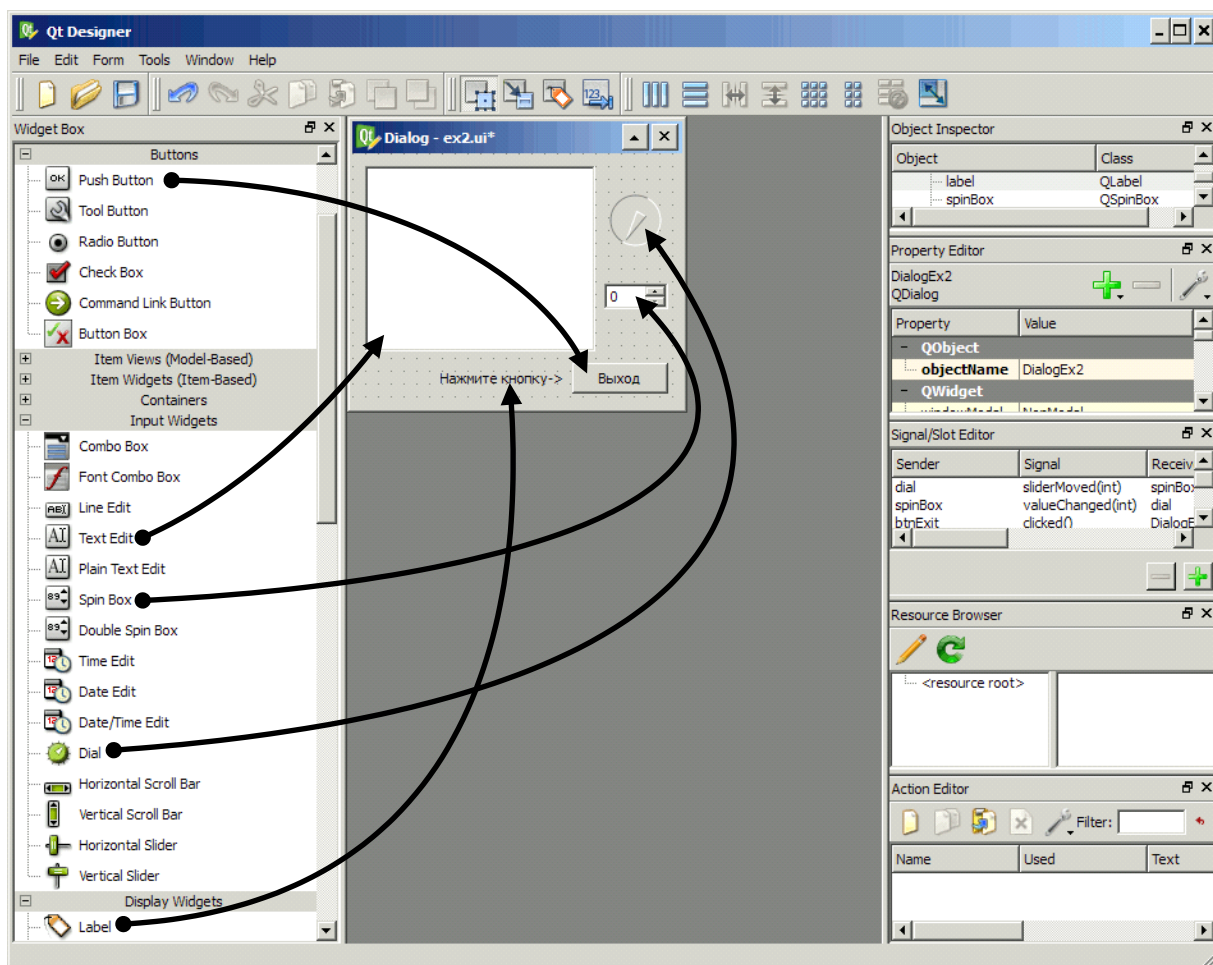 Qt Designer
File Edit Form Tools Window Help
Widget Box
Buttons
Push Button
Tool Button
Radio Button
Check Box
Command Link Button
Button Box
Item Views (Model-Based)
Item Widgets (Item-Based)
Containers
Input Widgets
Combo Box
Font Combo Box
Line Edit
Text Edit
Plain Text Edit
Spin Box
Double Spin Box
Time Edit
Date Edit
Date/Time Edit
Dial
Horizontal Scroll Bar
Vertical Scroll Bar
Horizontal Slider
Vertical Slider
Display Widgets
Label
Dialog - ex2.ui*
0
Нажмите кнопку-> Выход
Object Inspector
Object Class
label QLabel
spinBox QSpinBox
Property Editor
DialogEx2
QDialog
Property Value
QObject
objectName DialogEx2
QWidget
windowModal NonModal
Signal/Slot Editor
Sender Signal Receiv
dial sliderMoved(int) spinBox
spinBox valueChanged(int) dial
btnExit clicked() DialogE
Resource Browser
<resource root>
Action Editor
Filter:
Name Used Text